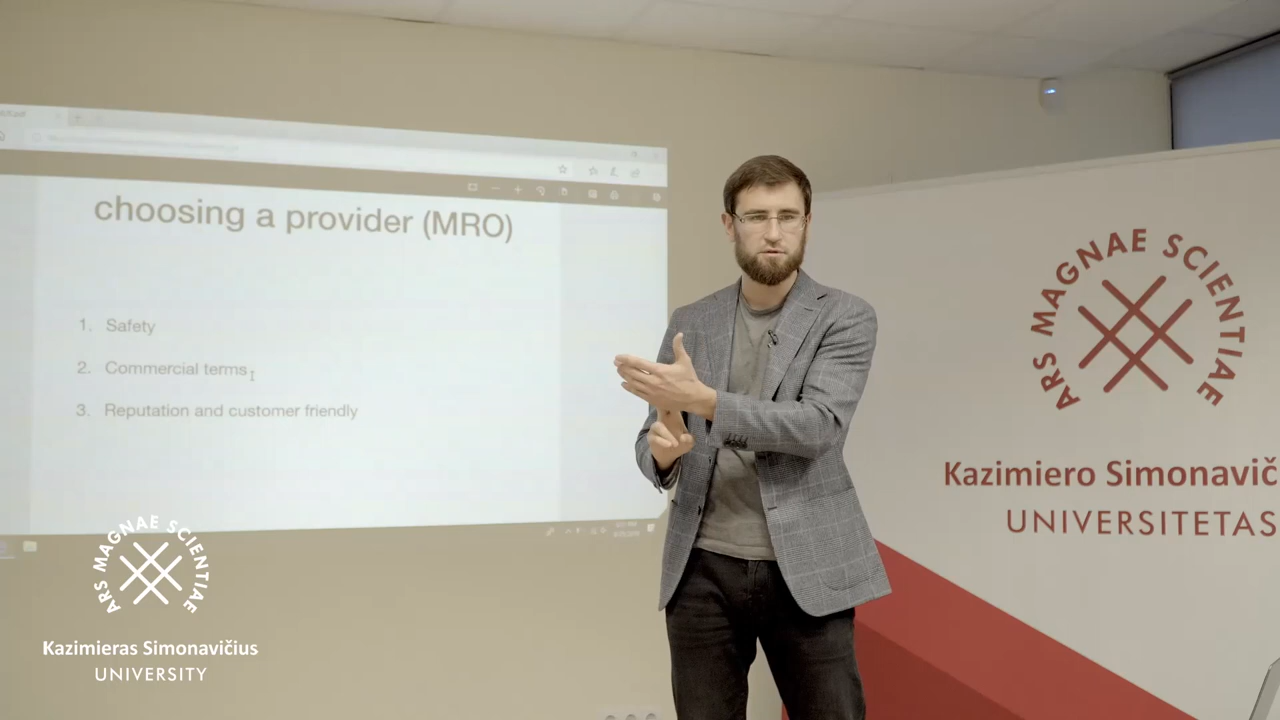 choosing a provider (MRO)
1. Safety
2. Commercial terms
3. Reputation and customer friendly
ARS MAGNAE SCIENTIAE
Kazimieras Simonavičius
UNIVERSITY
ARS MAGNAE SCIENTIAE
Kazimiero Simonavič
UNIVERSITETAS